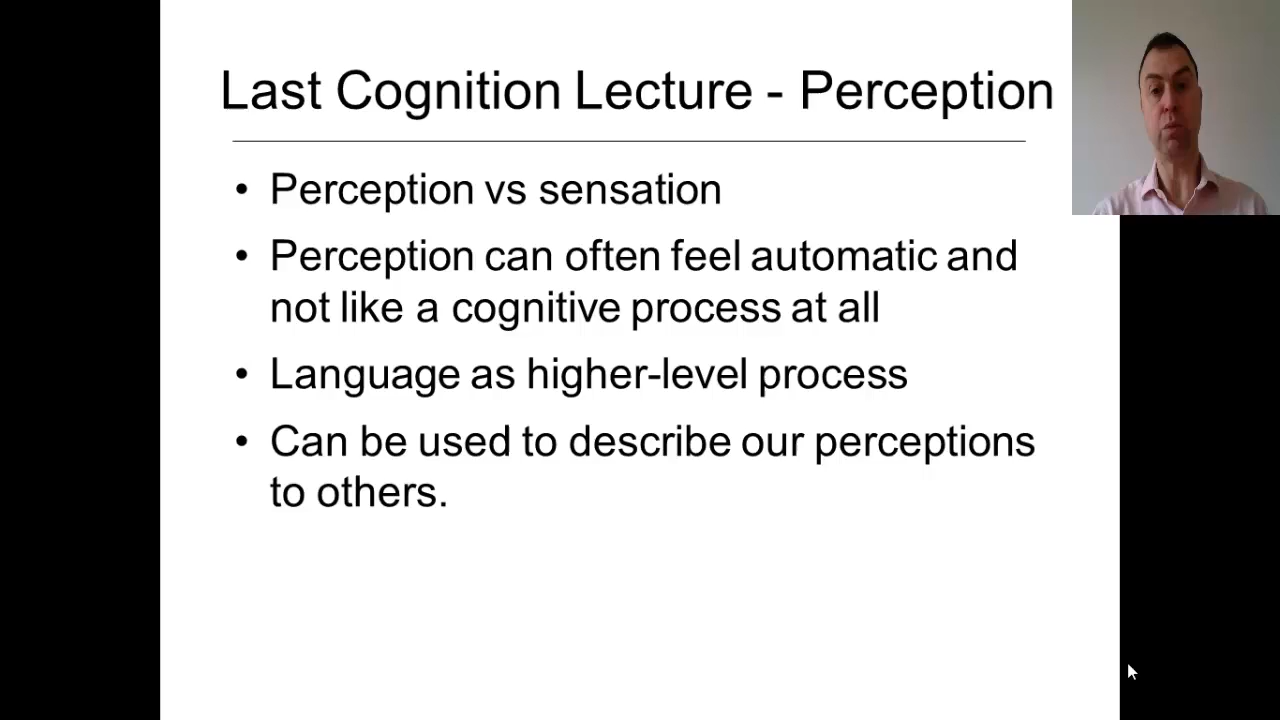 Last Cognition Lecture - Perception
• Perception vs sensation
• Perception can often feel automatic and
not like a cognitive process at all
• Language as higher-level process
• Can be used to describe our perceptions
to others.